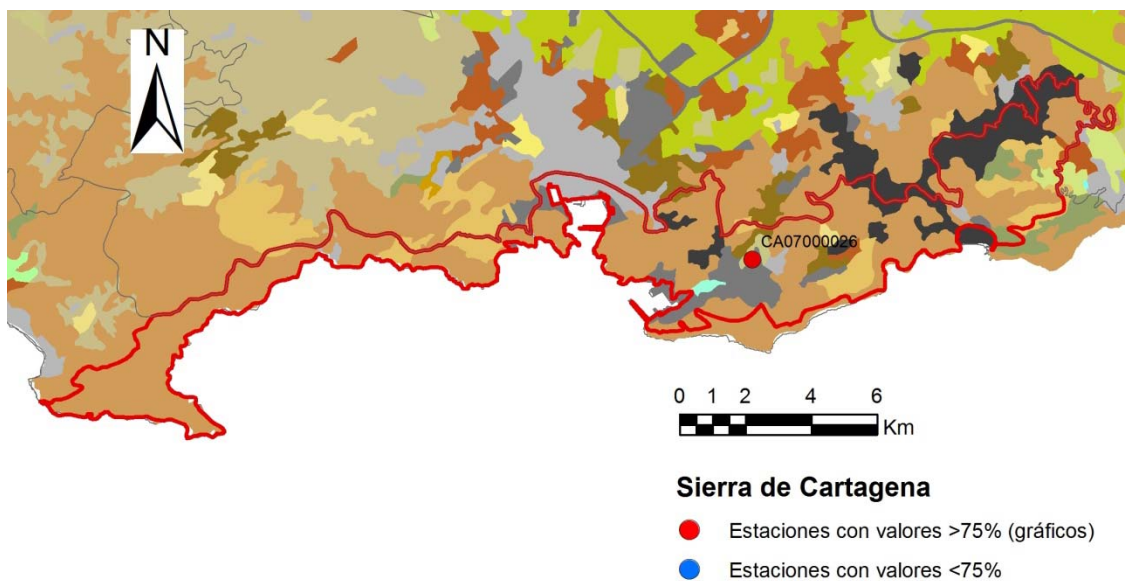 N
CA07000026
0 1 2 4 6
Km
Sierra de Cartagena
Estaciones con valores >75% (gráficos)
Estaciones con valores <75%